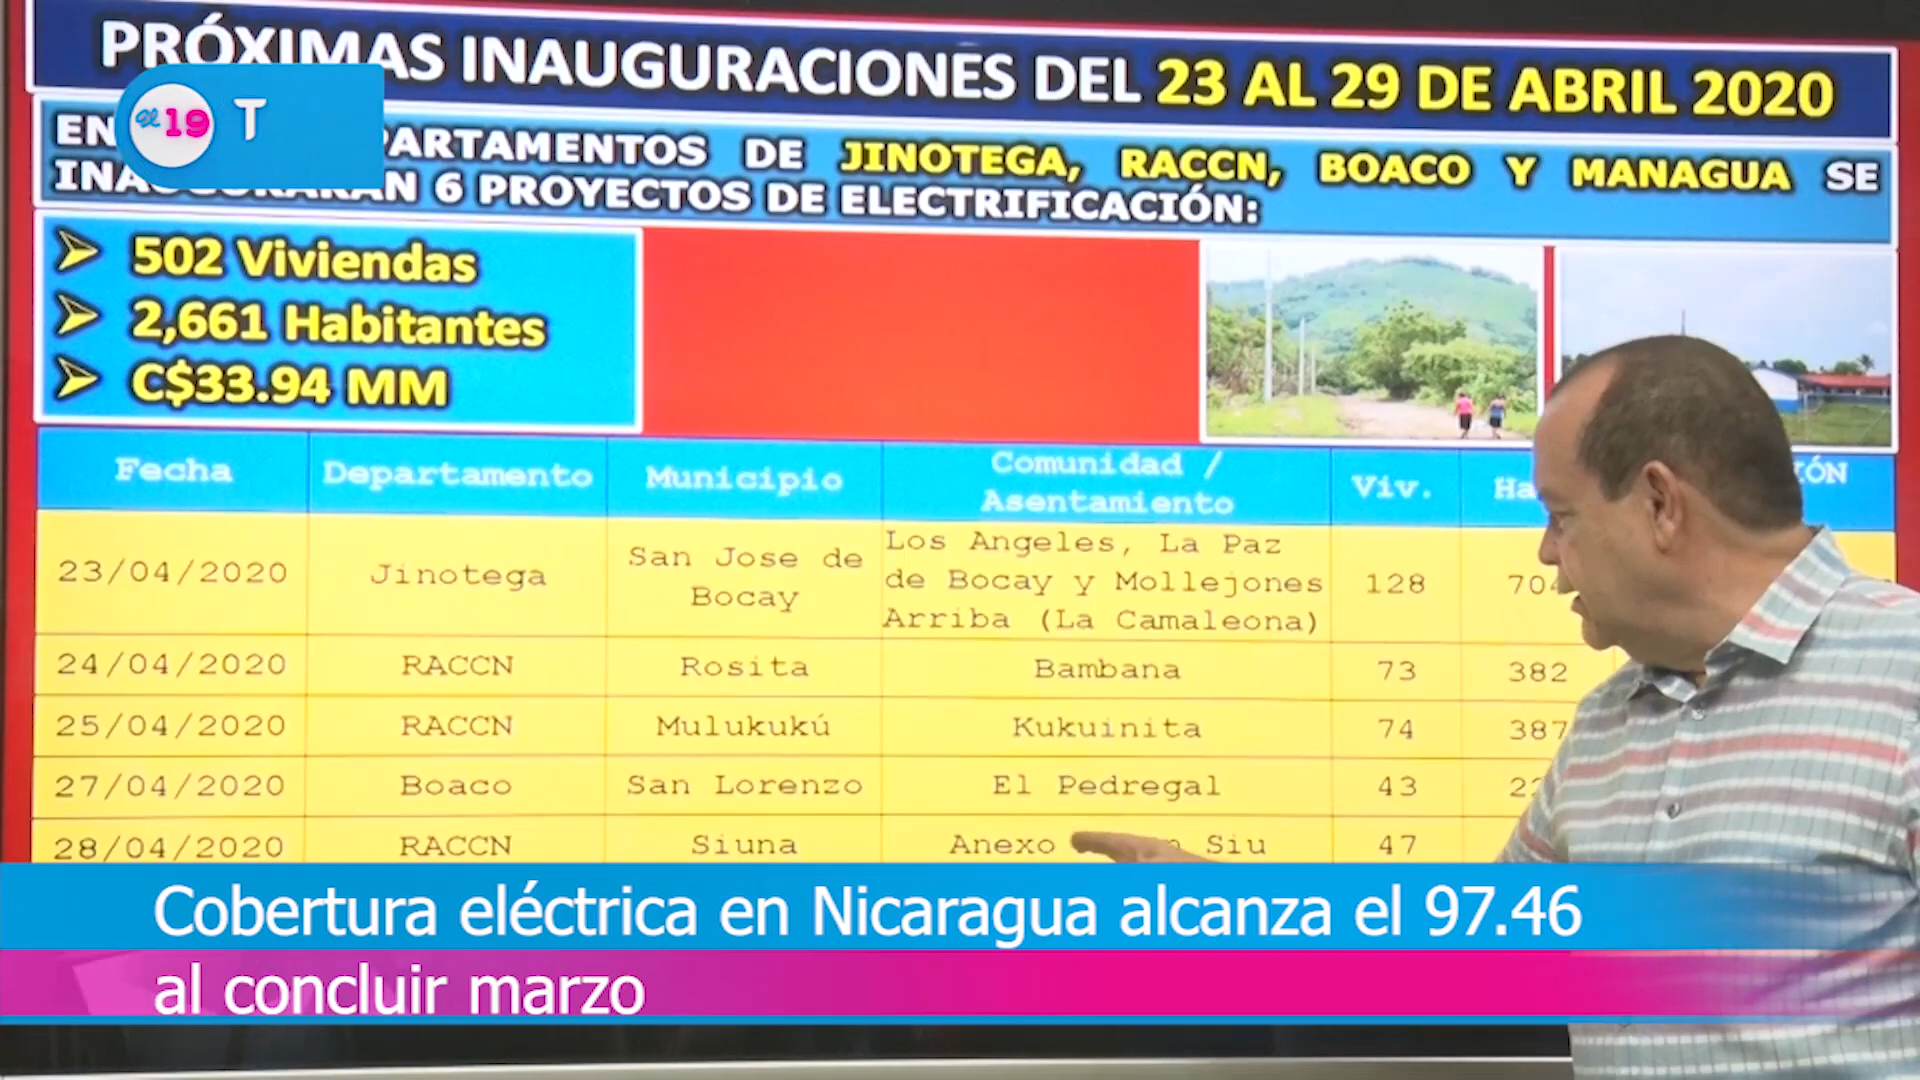 PRÓXIMAS INAUGURACIONES DEL 23 AL 29 DE ABRIL 2020
El 19 T
EN DE JINOTEGA, RACCN, BOACO Y MANAGUA SE
6 PROYECTOS DE ELECTRIFICACIÓN:
502 Viviendas
2,661 Habitantes
C$33.94 MM
Fecha Departamento Municipio Comunidad / Asentamiento Viv.
23/04/2020 Jinotega San Jose de Bocay Los Angeles, La Paz de Bocay y Mollejones Arriba (La Camaleona) 128
24/04/2020 RACCN Rosita Bambana 73 382
25/04/2020 RACCN Mulukukú Kukuinita 74 387
27/04/2020 Boaco San Lorenzo El Pedregal 43
28/04/2020 RACCN Siuna Anexo Siu 47
Cobertura eléctrica en Nicaragua alcanza el 97.46
al concluir marzo